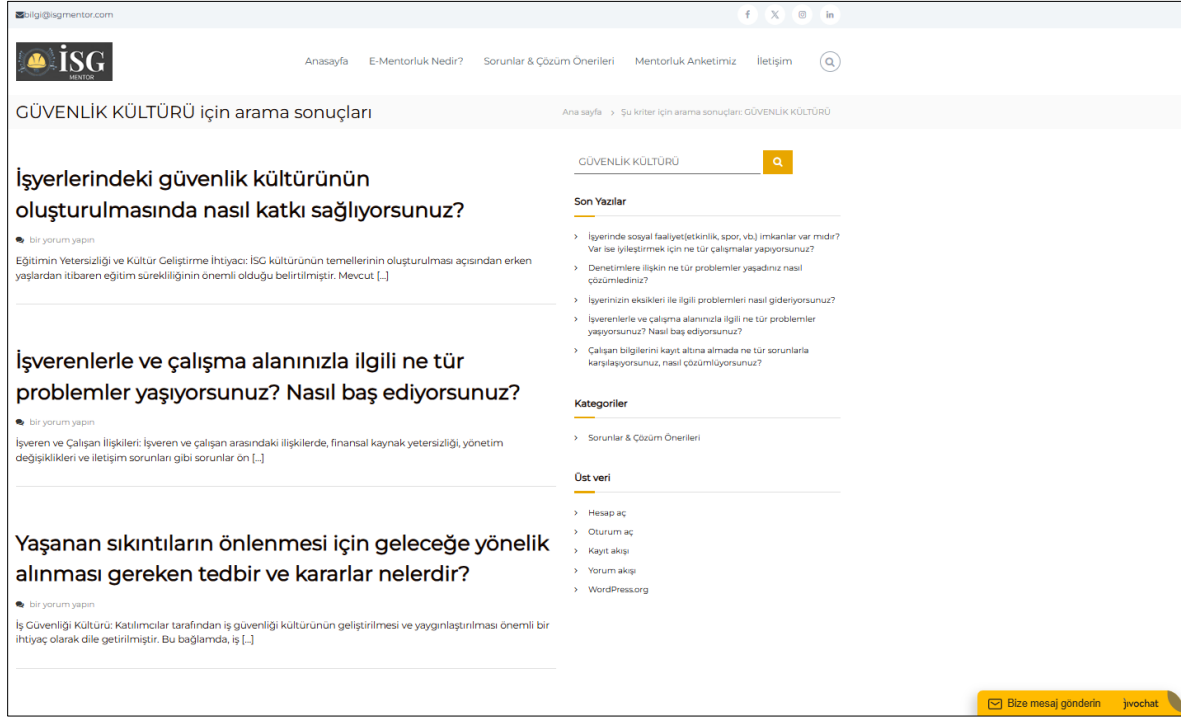 bilgi@isgmentor.com
İSG
MENTOR
Anasayfa E-Mentorluk Nedir? Sorunlar & Çözüm Önerileri Mentorluk Anketimiz İletişim
GÜVENLİK KÜLTÜRÜ için arama sonuçları
Ana sayfa > Şu kriter için arama sonuçları: GÜVENLİK KÜLTÜRÜ
İşyerlerindeki güvenlik kültürünün
oluşturulmasında nasıl katkı sağlıyorsunuz?
bir yorum yapın
Eğitimin Yetersizliği ve Kültür Geliştirme İhtiyacı: İSG kültürünün temellerinin oluşturulması açısından erken
yaşlardan itibaren eğitim sürekliliğinin önemli olduğu belirtilmiştir. Mevcut [...]
İşverenlerle ve çalışma alanınızla ilgili ne tür
problemler yaşıyorsunuz? Nasıl baş ediyorsunuz?
bir yorum yapın
İşveren ve Çalışan İlişkileri: İşveren ve çalışan arasındaki ilişkilerde, finansal kaynak yetersizliği, yönetim
değişiklikleri ve iletişim sorunları gibi sorunlar ön [...]
Yaşanan sıkıntıların önlenmesi için geleceğe yönelik
alınması gereken tedbir ve kararlar nelerdir?
bir yorum yapın
İş Güvenliği Kültürü: Katılımcılar tarafından iş güvenliği kültürünün geliştirilmesi ve yaygınlaştırılması önemli bir
ihtiyaç olarak dile getirilmiştir. Bu bağlamda, iş [...]
GÜVENLİK KÜLTÜRÜ
Son Yazılar
> İşyerinde sosyal faaliyet(etkinlik, spor, vb.) imkanlar var mıdır?
Var ise iyileştirmek için ne tür çalışmalar yapıyorsunuz?
> Denetimlere ilişkin ne tür problemler yaşadınız nasıl
çözümlediniz?
> İşyerinizin eksikleri ile ilgili problemleri nasıl gideriyorsunuz?
> İşverenlerle ve çalışma alanınızla ilgili ne tür problemler
yaşıyorsunuz? Nasıl baş ediyorsunuz?
> Çalışan bilgilerini kayıt altına almada ne tür sorunlarla
karşılaşıyorsunuz, nasıl çözümlüyorsunuz?
Kategoriler
> Sorunlar & Çözüm Önerileri
Üst veri
> Hesap aç
> Oturum aç
> Kayıt akışı
> Yorum akışı
> WordPress.org
Bize mesaj gönderin jivochat